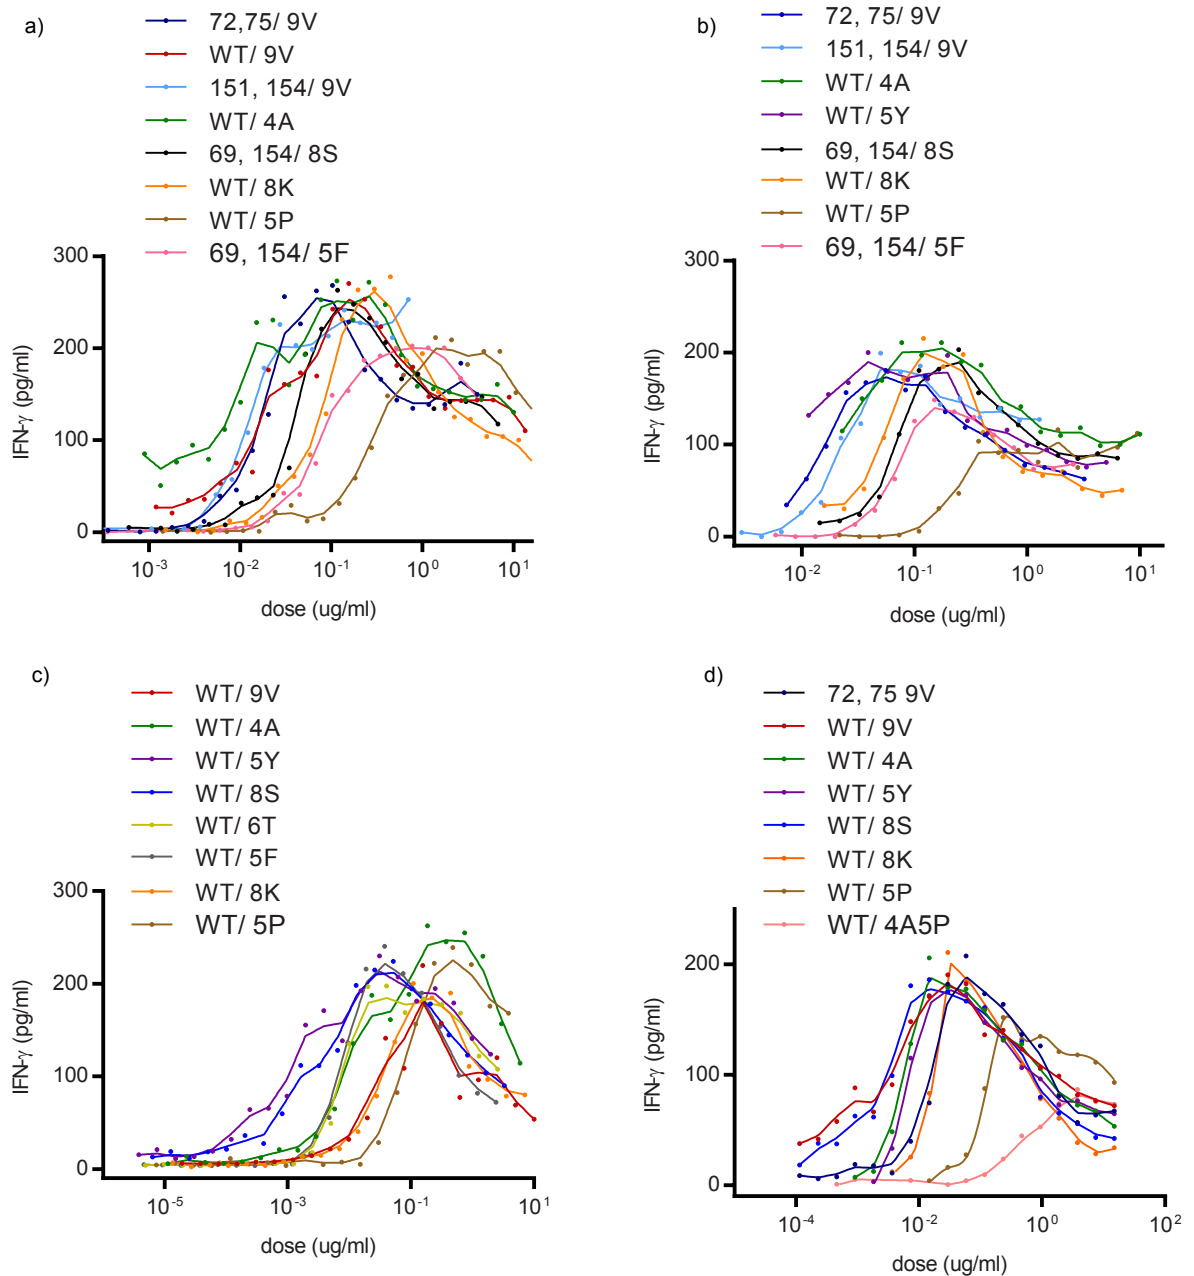 a)
72,75/ 9V
WT/ 9V
151, 154/ 9V
WT/ 4A
69, 154/ 8S
WT/ 8K
WT/ 5P
69, 154/ 5F
300
200
100
0
IFN-γ (pg/ml)
10⁻³ 10⁻² 10⁻¹ 10⁰ 10¹
dose (ug/ml)
b)
72, 75/ 9V
151, 154/ 9V
WT/ 4A
WT/ 5Y
69, 154/ 8S
WT/ 8K
WT/ 5P
69, 154/ 5F
300
200
100
0
IFN-γ (pg/ml)
10⁻² 10⁻¹ 10⁰ 10¹
dose (ug/ml)
c)
WT/ 9V
WT/ 4A
WT/ 5Y
WT/ 8S
WT/ 6T
WT/ 5F
WT/ 8K
WT/ 5P
300
200
100
0
IFN-γ (pg/ml)
10⁻⁵ 10⁻³ 10⁻¹ 10¹
dose (ug/ml)
d)
72, 75 9V
WT/ 9V
WT/ 4A
WT/ 5Y
WT/ 8S
WT/ 8K
WT/ 5P
WT/ 4A5P
200
100
0
IFN-γ (pg/ml)
10⁻⁴ 10⁻² 10⁰ 10²
dose (ug/ml)